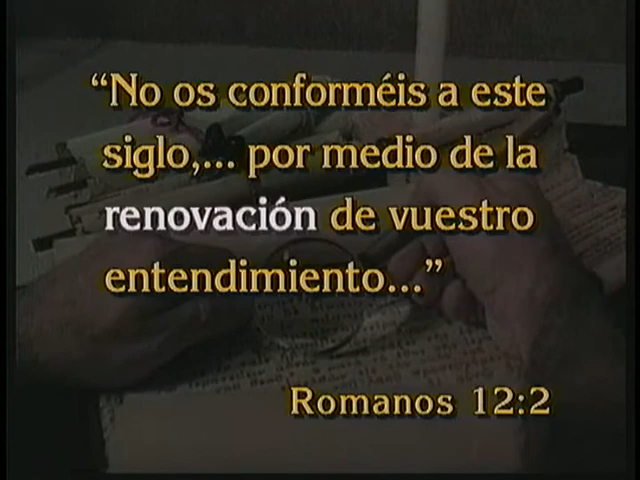 “No os conforméis a este
siglo,... por medio de la
renovación de vuestro
entendimiento...”
Romanos 12:2